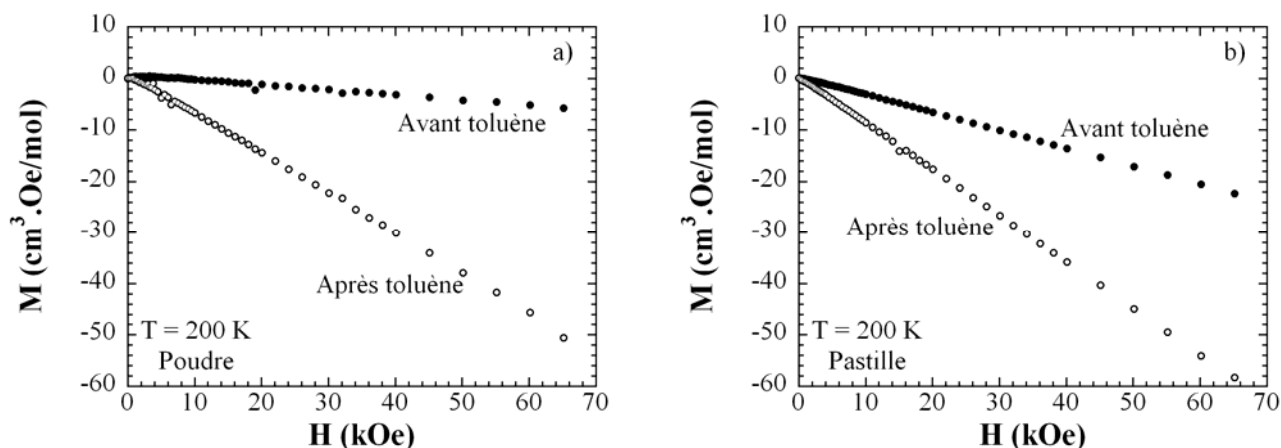 a)
M (cm³.Oe/mol)
10
0
-10
-20
-30
-40
-50
-60
Avant toluène
Après toluène
T = 200 K
Poudre
0 10 20 30 40 50 60 70
H (kOe)
b)
M (cm³.Oe/mol)
10
0
-10
-20
-30
-40
-50
-60
Avant toluène
Après toluène
T = 200 K
Pastille
0 10 20 30 40 50 60 70
H (kOe)